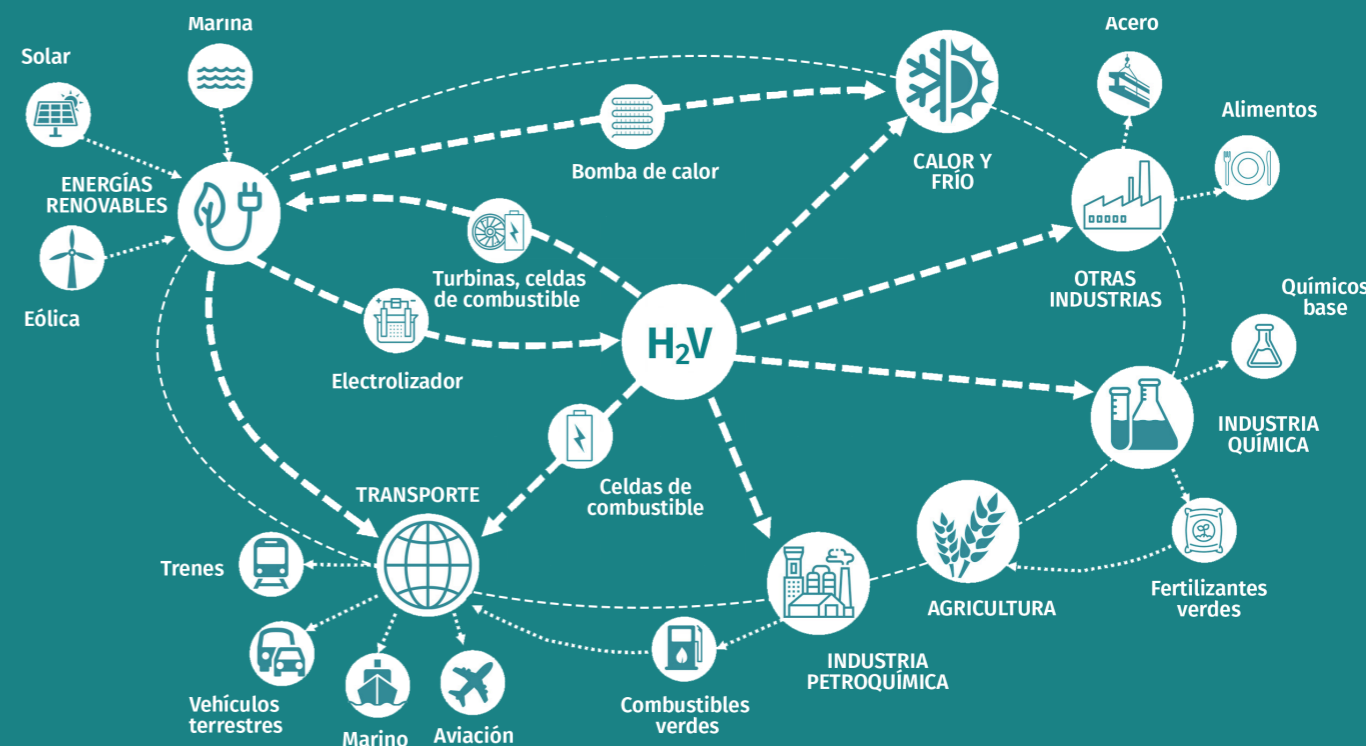 Marina
Solar
Acero
Alimentos
ENERGÍAS
RENOVABLES
Bomba de calor
CALOR Y
FRÍO
Turbinas, celdas
de combustible
OTRAS
INDUSTRIAS
Químicos
base
Eólica
H₂V
Electrolizador
INDUSTRIA
QUÍMICA
TRANSPORTE
Celdas de
combustible
Trenes
AGRICULTURA
Fertilizantes
verdes
INDUSTRIA
PETROQUÍMICA
Vehículos
terrestres
Marino
Aviación
Combustibles
verdes